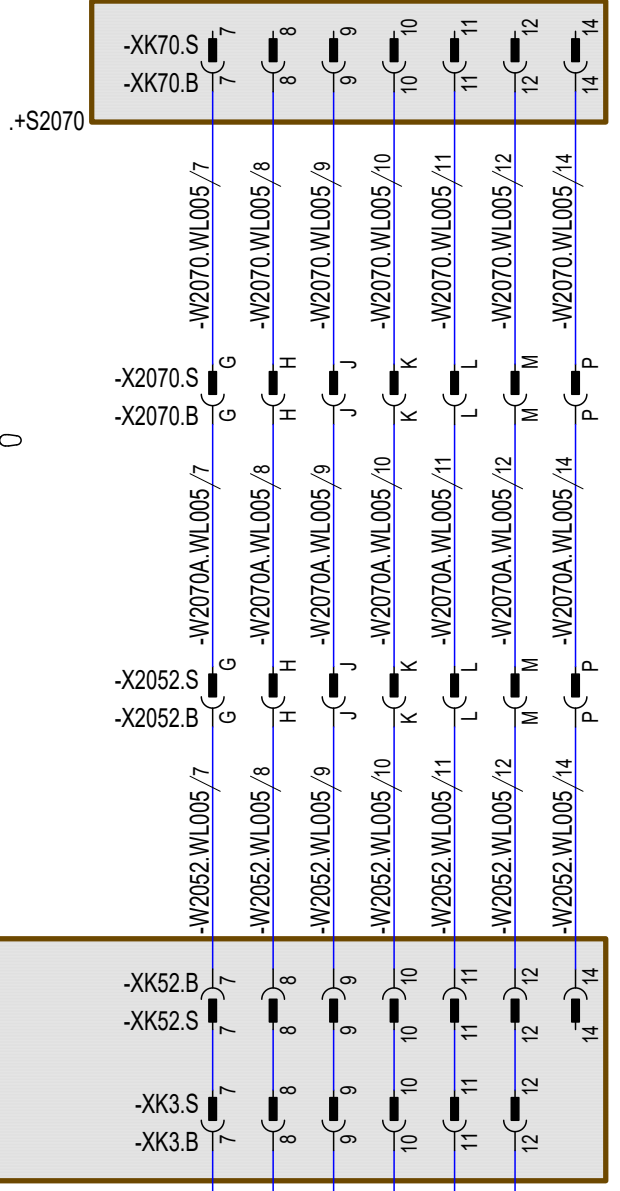 -XK70.S 7 8 9 10 11 12 14
-XK70.B 7 8 9 10 11 12 14
.+S2070
-W2070.WL005/7 -W2070.WL005/8 -W2070.WL005/9 -W2070.WL005/10 -W2070.WL005/11 -W2070.WL005/12 -W2070.WL005/14
-X2070.S G H J K L M P
-X2070.B G H J K L M P
-W2070A.WL005/7 -W2070A.WL005/8 -W2070A.WL005/9 -W2070A.WL005/10 -W2070A.WL005/11 -W2070A.WL005/12 -W2070A.WL005/14
-X2052.S G H J K L M P
-X2052.B G H J K L M P
-W2052.WL005/7 -W2052.WL005/8 -W2052.WL005/9 -W2052.WL005/10 -W2052.WL005/11 -W2052.WL005/12 -W2052.WL005/14
-XK52.B 7 8 9 10 11 12 14
-XK52.S 7 8 9 10 11 12 14
-XK3.S 7 8 9 10 11 12
-XK3.B 7 8 9 10 11 12